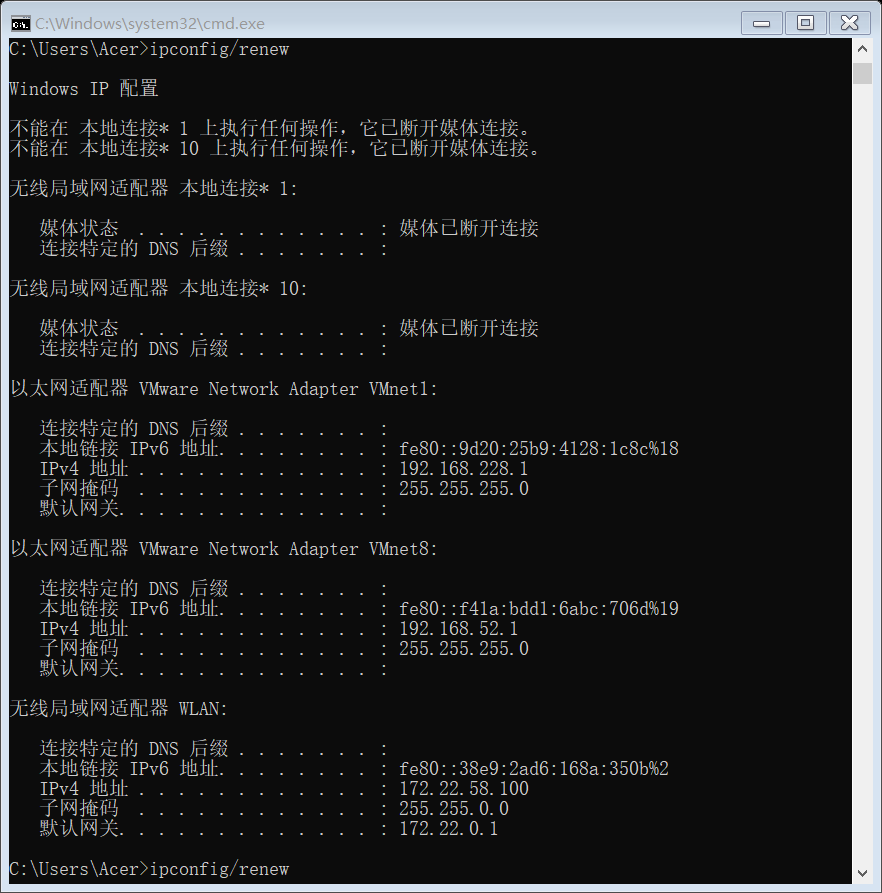 C:\Windows\system32\cmd.exe
C:\Users\Acer>ipconfig/renew
Windows IP 配置
不能在 本地连接* 1 上执行任何操作，它已断开媒体连接。
不能在 本地连接* 10 上执行任何操作，它已断开媒体连接。
无线局域网适配器 本地连接* 1:
媒体状态  . . . . . . . . . . . . : 媒体已断开连接
连接特定的 DNS 后缀 . . . . . . . :
无线局域网适配器 本地连接* 10:
媒体状态  . . . . . . . . . . . . : 媒体已断开连接
连接特定的 DNS 后缀 . . . . . . . :
以太网适配器 VMware Network Adapter VMnet1:
连接特定的 DNS 后缀 . . . . . . . :
本地链接 IPv6 地址. . . . . . . . : fe80::9d20:25b9:4128:1c8c%18
IPv4 地址 . . . . . . . . . . . . : 192.168.228.1
子网掩码  . . . . . . . . . . . . : 255.255.255.0
默认网关. . . . . . . . . . . . . :
以太网适配器 VMware Network Adapter VMnet8:
连接特定的 DNS 后缀 . . . . . . . :
本地链接 IPv6 地址. . . . . . . . : fe80::f41a:bdd1:6abc:706d%19
IPv4 地址 . . . . . . . . . . . . : 192.168.52.1
子网掩码  . . . . . . . . . . . . : 255.255.255.0
默认网关. . . . . . . . . . . . . :
无线局域网适配器 WLAN:
连接特定的 DNS 后缀 . . . . . . . :
本地链接 IPv6 地址. . . . . . . . : fe80::38e9:2ad6:168a:350b%2
IPv4 地址 . . . . . . . . . . . . : 172.22.58.100
子网掩码  . . . . . . . . . . . . : 255.255.0.0
默认网关. . . . . . . . . . . . . : 172.22.0.1
C:\Users\Acer>ipconfig/renew